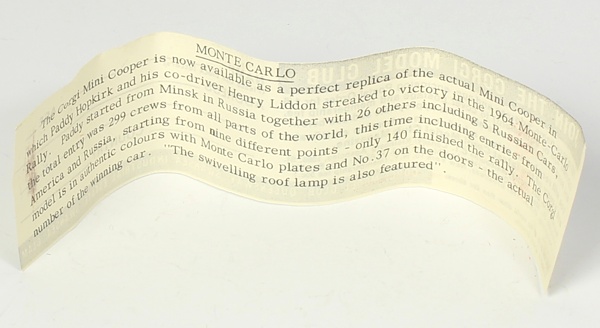 MONTE CARLO
The Corgi Mini Cooper is now available as a perfect replica of the actual Mini Cooper in
which Paddy Hopkirk and his co-driver Henry Liddon streaked to victory in the 1964 Monte-Carlo
Rally. Paddy started from Minsk in Russia together with 26 others including 5 Russian Cars,
the total entry was 299 crews from all parts of the world, this time including entries from
America and Russia, starting from nine different points - only 140 finished the rally. The Corgi
model is in authentic colours with Monte Carlo plates and No.37 on the doors - the actual
number of the winning car. "The swivelling roof lamp is also featured".